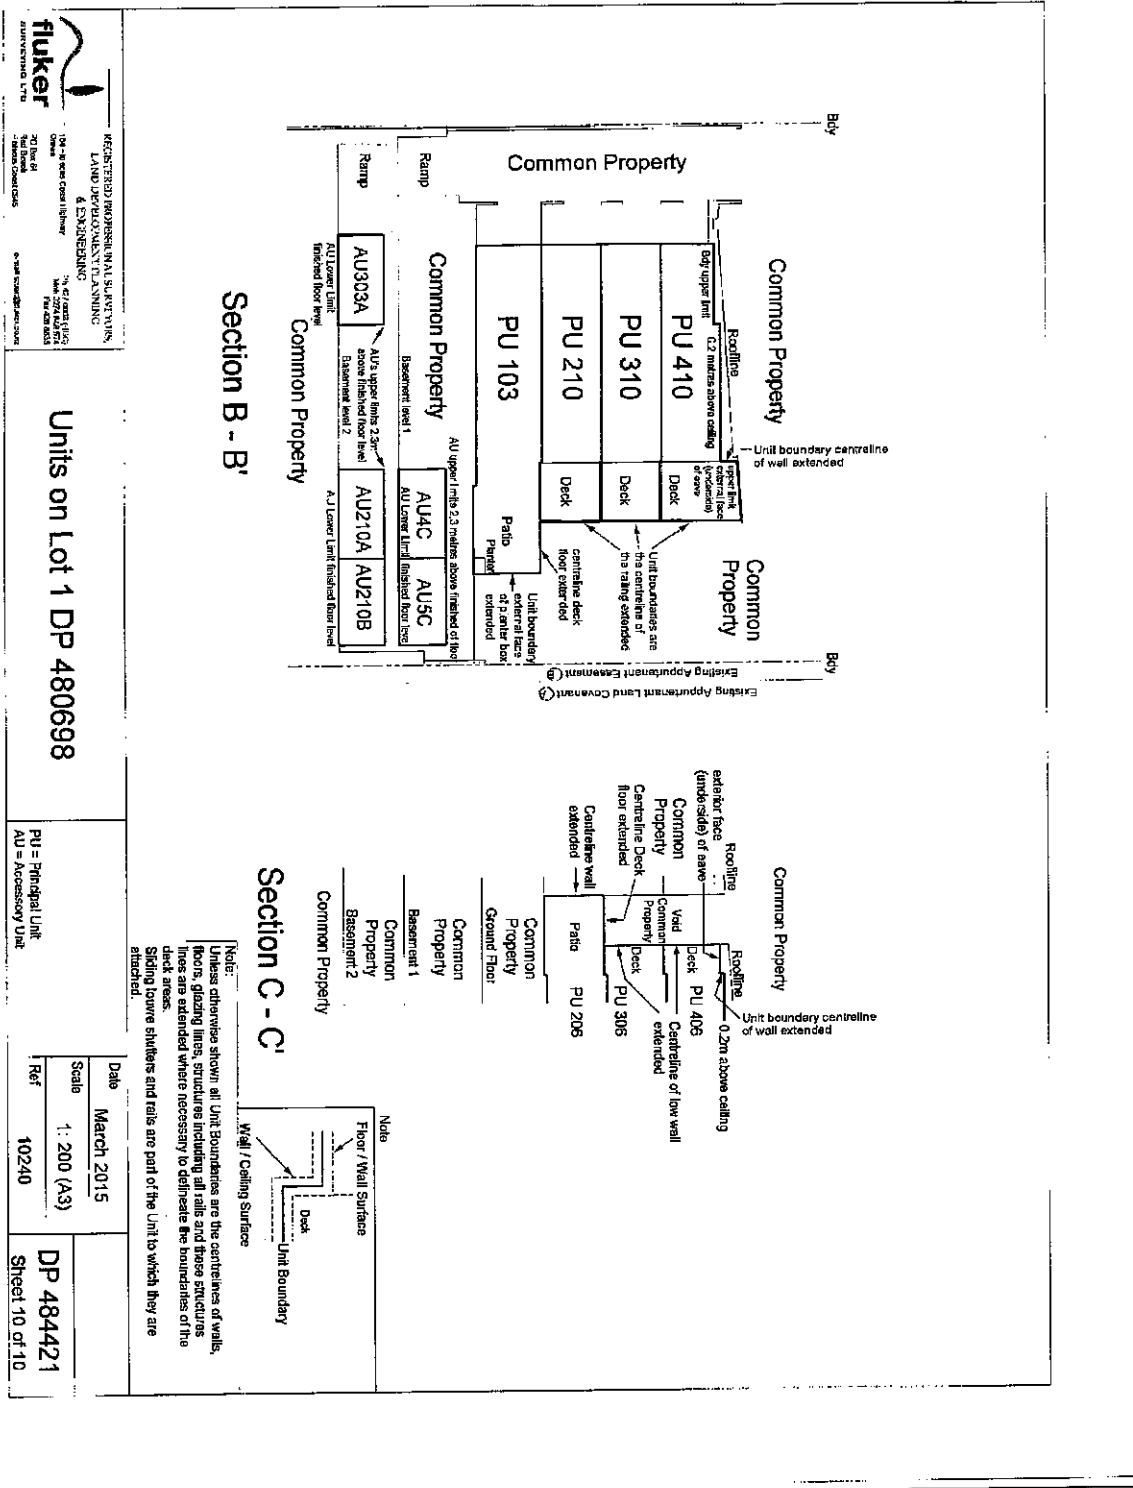 Bdy
Bdy
Common Property
Common Property
Roofline
Unit boundary centreline
of wall extended
Bdy upper limit
0.2 metres above ceiling
upper limit
external face
(underside)
of eave
PU 410
Deck
PU 310
Deck
PU 210
Deck
PU 103
Patio
Planter
Common
Property
Unit boundaries are
the centreline of
the railing extended
centreline deck
floor extended
Unit boundary
external face
of planter box
extended
Existing Appurtenant Easement B
Existing Appurtenant Land Covenant A
Ramp
Common Property
Basement level 1
AU upper limits 2.3 metres above finished of floor
AU4C
AU5C
AU Lower Limit finished floor level
Ramp
AU303A
AU Lower Limit
finished floor level
AU's upper limits 2.3m
above finished floor level
Basement level 2
AU210A
AU210B
AU Lower Limit finished floor level
Common Property
Section B - B'
Common Property
Roofline
exterior face
(underside) of eave
Roofline
0.2m above ceiling
Unit boundary centreline
of wall extended
Common
Property
Void
Common
Property
Deck
PU 406
Centreline of low wall
extended
Centreline Deck
floor extended
Deck
PU 306
Centreline wall
extended
Patio
PU 206
Common
Property
Ground Floor
Common
Property
Basement 1
Common
Property
Basement 2
Common Property
Section C - C'
Note
Floor / Wall Surface
Deck
Unit Boundary
Wall / Ceiling Surface
Note:
Unless otherwise shown all Unit Boundaries are the centrelines of walls,
floors, glazing lines, structures including all rails and those structures
lines are extended where necessary to delineate the boundaries of the
deck areas.
Sliding louvre shutters and rails are part of the Unit to which they are
attached.
fluker
SURVEYING LTD
REGISTERED PROFESSIONAL SURVEYORS
LAND DEVELOPMENT PLANNING
& ENGINEERING
PO Box 64
Red Beach
Units on Lot 1 DP 480698
PU = Principal Unit
AU = Accessory Unit
Date March 2015
Scale 1: 200 (A3)
Ref 10240
DP 484421
Sheet 10 of 10